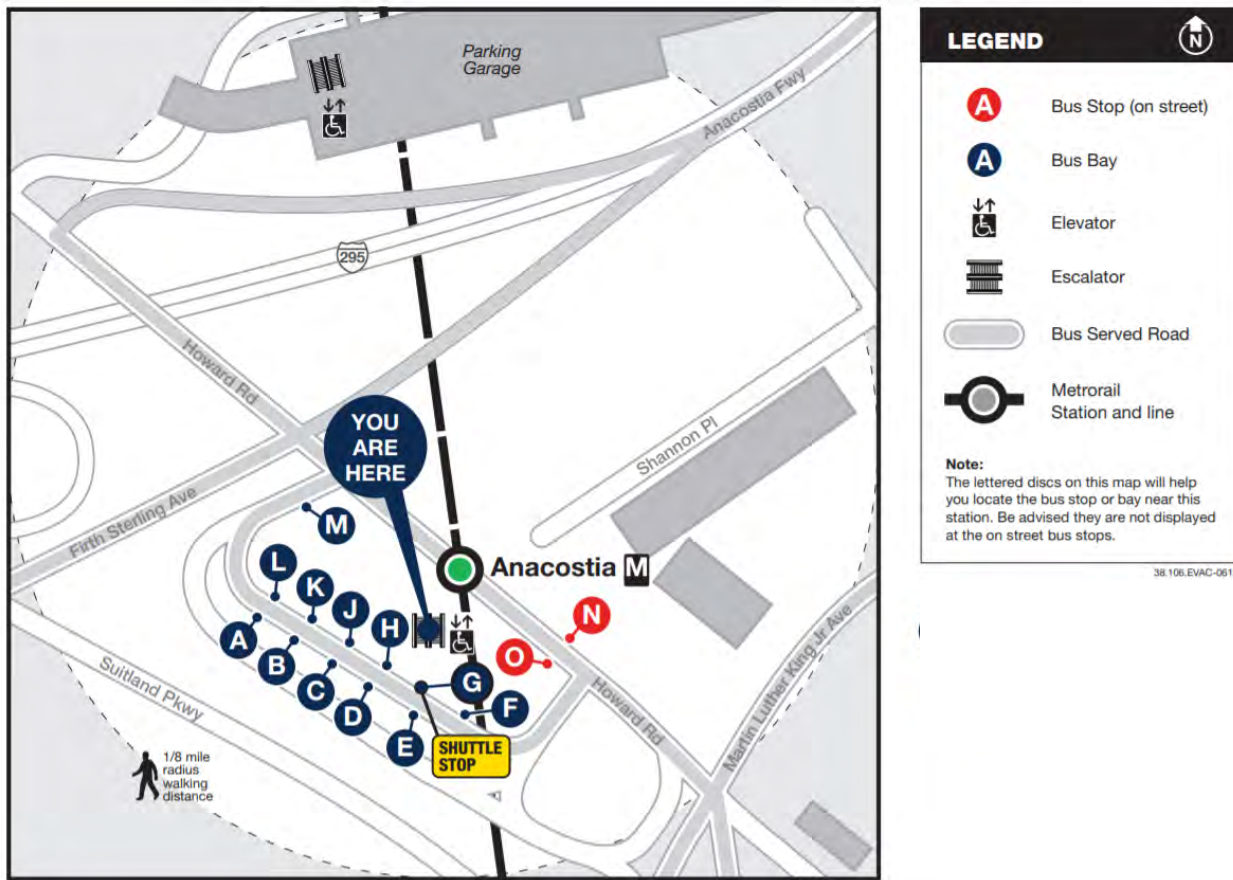 Parking
Garage
Anacostia Fwy
295
Howard Rd
YOU
ARE
HERE
Shannon Pl
Firth Sterling Ave
M
Anacostia M
L
K
J
H
N
A
B
C
D
E
O
G
F
Suitland Pkwy
Howard Rd
Martin Luther King Jr Ave
SHUTTLE
STOP
1/8 mile
radius
walking
distance
LEGEND
N
A Bus Stop (on street)
A Bus Bay
Elevator
Escalator
Bus Served Road
Metrorail
Station and line
Note:
The lettered discs on this map will help
you locate the bus stop or bay near this
station. Be advised they are not displayed
at the on street bus stops.
38.106.EVAC-061